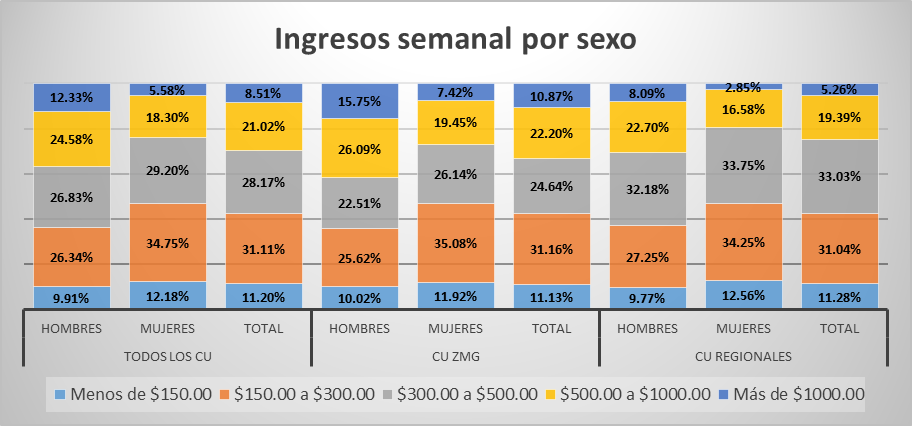 Ingresos semanal por sexo
12.33% 5.58% 8.51% 15.75% 7.42% 10.87% 8.09% 2.85% 5.26%
24.58% 18.30% 21.02% 26.09% 19.45% 22.20% 22.70% 16.58% 19.39%
26.83% 29.20% 28.17% 22.51% 26.14% 24.64% 32.18% 33.75% 33.03%
26.34% 34.75% 31.11% 25.62% 35.08% 31.16% 27.25% 34.25% 31.04%
9.91% 12.18% 11.20% 10.02% 11.92% 11.13% 9.77% 12.56% 11.28%
HOMBRES MUJERES TOTAL HOMBRES MUJERES TOTAL HOMBRES MUJERES TOTAL
TODOS LOS CU CU ZMG CU REGIONALES
Menos de $150.00 $150.00 a $300.00 $300.00 a $500.00 $500.00 a $1000.00 Más de $1000.00